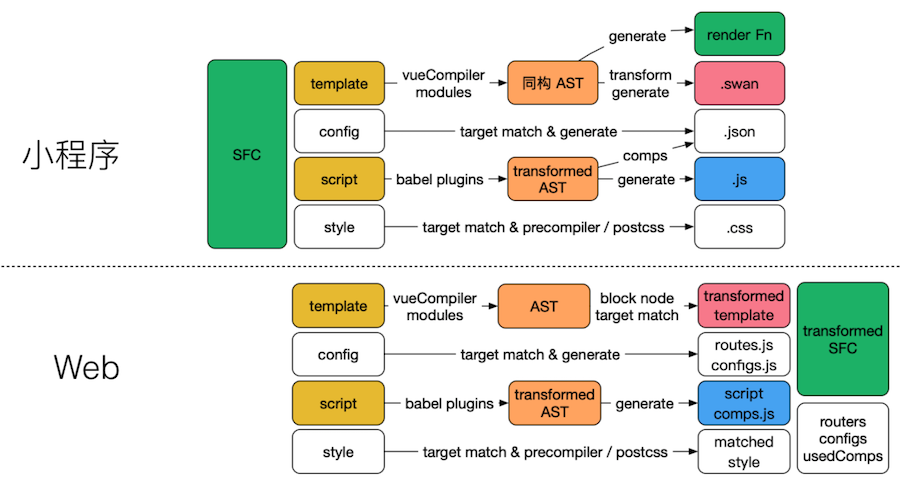 小程序
SFC
template
vueCompiler
modules
同构 AST
generate
render Fn
transform
generate
.swan
config
target match & generate
.json
script
babel plugins
transformed
AST
comps
generate
.js
style
target match & precompiler / postcss
.css
Web
template
vueCompiler
modules
AST
block node
target match
transformed
template
config
target match & generate
routes.js
configs.js
script
babel plugins
transformed
AST
generate
script
comps.js
style
target match & precompiler / postcss
matched
style
transformed
SFC
routers
configs
usedComps